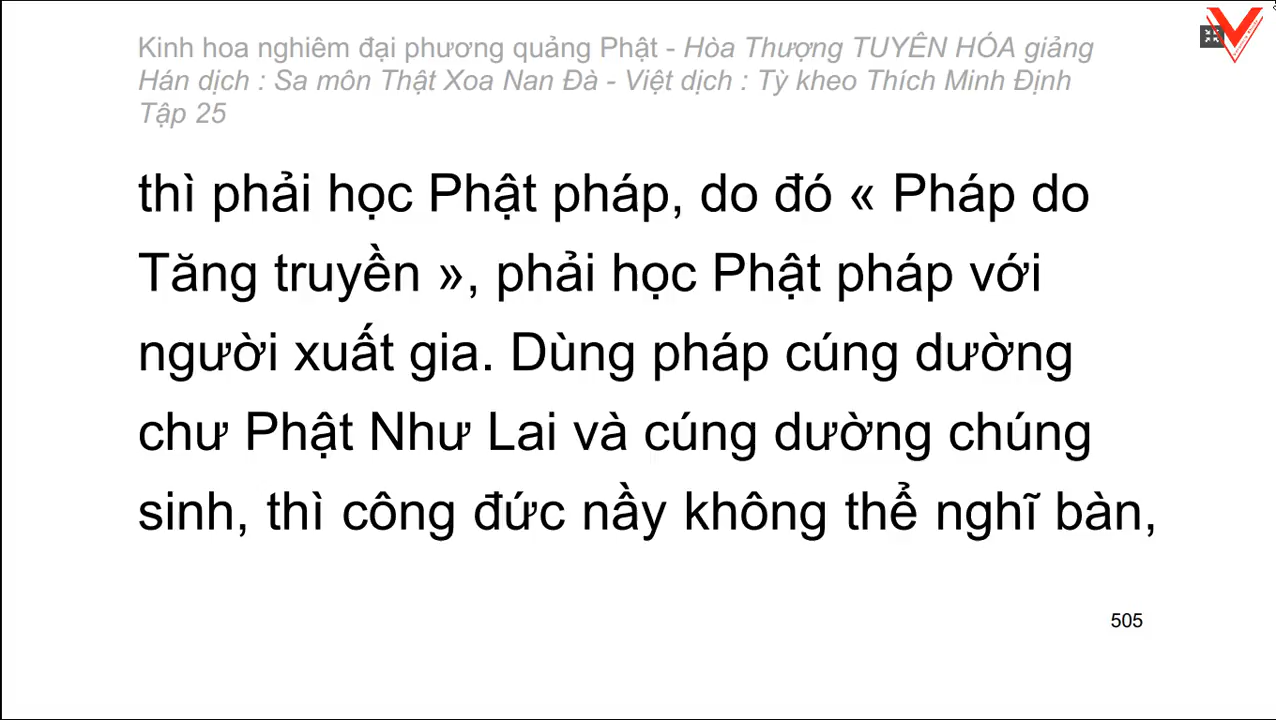 Kinh hoa nghiêm đại phương quảng Phật - Hòa Thượng TUYÊN HÓA giảng
Hán dịch : Sa môn Thật Xoa Nan Đà - Việt dịch : Tỳ kheo Thích Minh Định
Tập 25
thì phải học Phật pháp, do đó « Pháp do
Tăng truyền », phải học Phật pháp với
người xuất gia. Dùng pháp cúng dường
chư Phật Như Lai và cúng dường chúng
sinh, thì công đức nầy không thể nghĩ bàn,
505